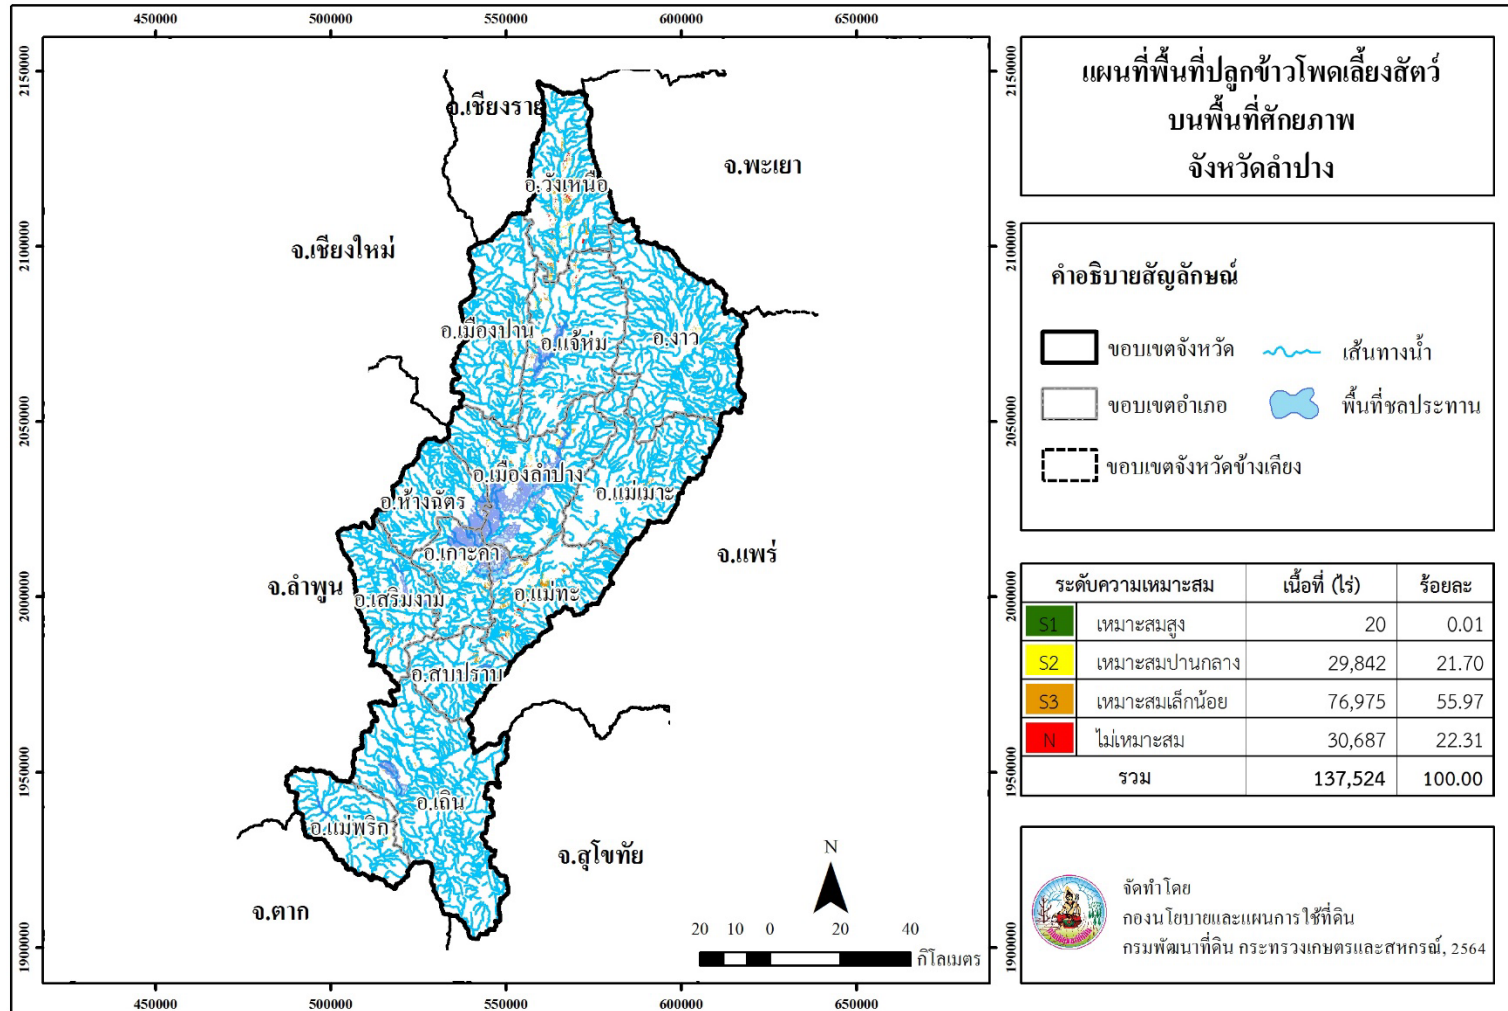 450000 500000 550000 600000 650000
2150000
2100000
2050000
2000000
1950000
1900000
2150000
2100000
2050000
2000000
1950000
1900000
450000 500000 550000 600000 650000
จ.เชียงราย
จ.พะเยา
อ.วังเหนือ
จ.เชียงใหม่
อ.เมืองปาน
อ.แจ้ห่ม
อ.งาว
อ.เมืองลำปาง
อ.ห้างฉัตร
อ.แม่เมาะ
อ.เกาะคา
จ.แพร่
จ.ลำพูน
อ.เสริมงาม
อ.แม่ทะ
อ.สบปราบ
อ.เถิน
อ.แม่พริก
จ.สุโขทัย
จ.ตาก
N
20 10 0 20 40
กิโลเมตร
แผนที่พื้นที่ปลูกข้าวโพดเลี้ยงสัตว์
บนพื้นที่ศักยภาพ
จังหวัดลำปาง
คำอธิบายสัญลักษณ์
ขอบเขตจังหวัด เส้นทางน้ำ
ขอบเขตอำเภอ พื้นที่ชลประทาน
ขอบเขตจังหวัดข้างเคียง
ระดับความเหมาะสม เนื้อที่ (ไร่) ร้อยละ
S1 เหมาะสมสูง 20 0.01
S2 เหมาะสมปานกลาง 29,842 21.70
S3 เหมาะสมเล็กน้อย 76,975 55.97
N ไม่เหมาะสม 30,687 22.31
รวม 137,524 100.00
จัดทำโดย
กองนโยบายและแผนการใช้ที่ดิน
กรมพัฒนาที่ดิน กระทรวงเกษตรและสหกรณ์, 2564